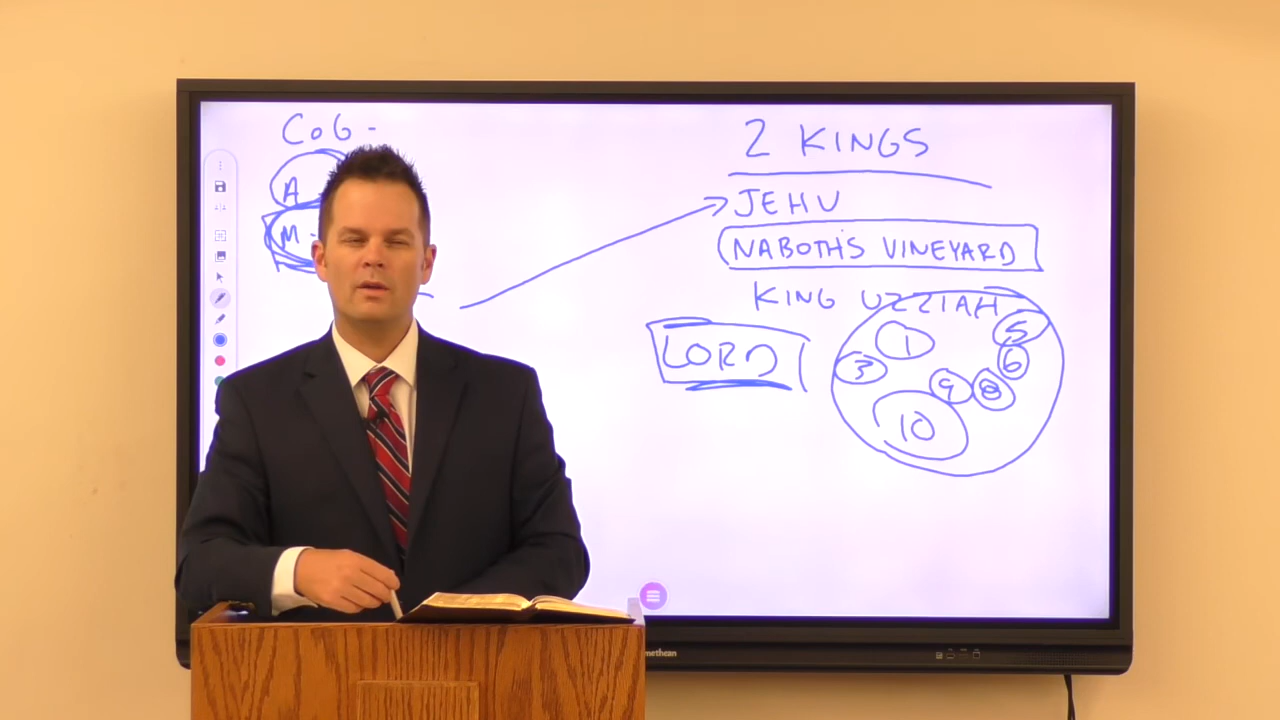 CoG -
A
M -
2 KINGS
JEHU
NABOTH'S VINEYARD
KING UZZIAH
LORD
1
5
3
6
9
8
10